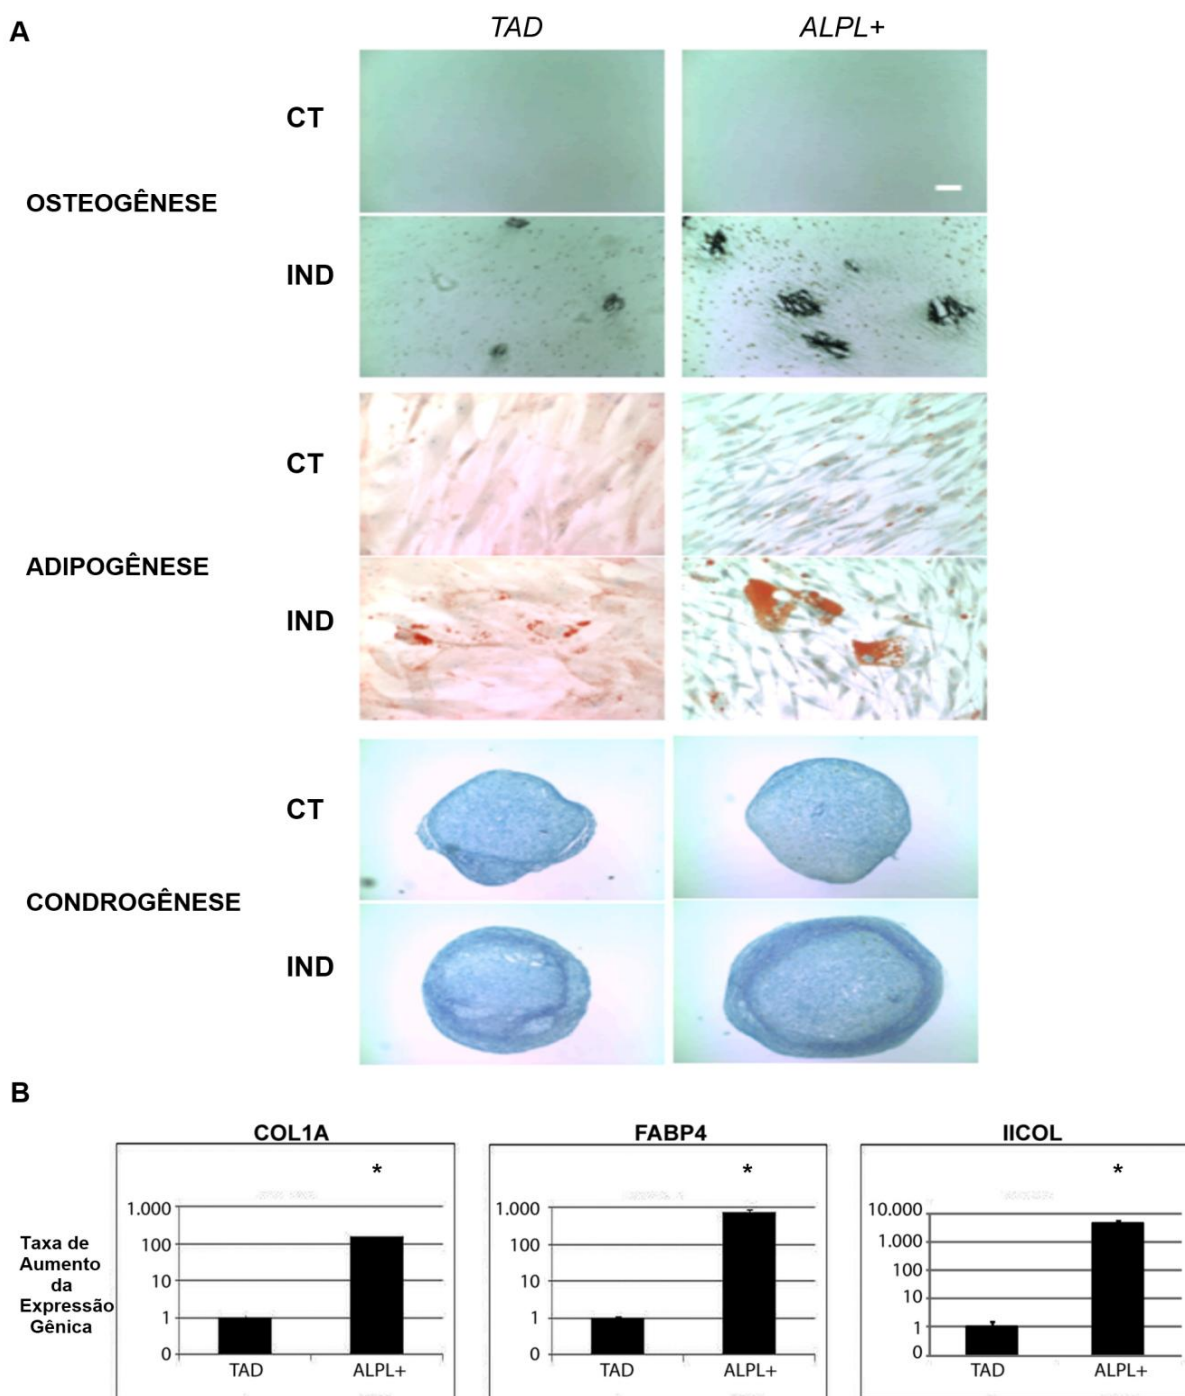 A
TAD
ALPL+
CT
OSTEOGÊNESE
IND
CT
ADIPOGÊNESE
IND
CT
CONDROGÊNESE
IND
B
COL1A
FABP4
IICOL
Taxa de
Aumento
da
Expressão
Gênica
*
1.000
100
10
1
0
TAD
ALPL+
*
1.000
100
10
1
0
TAD
ALPL+
*
10.000
1.000
100
10
1
0
TAD
ALPL+